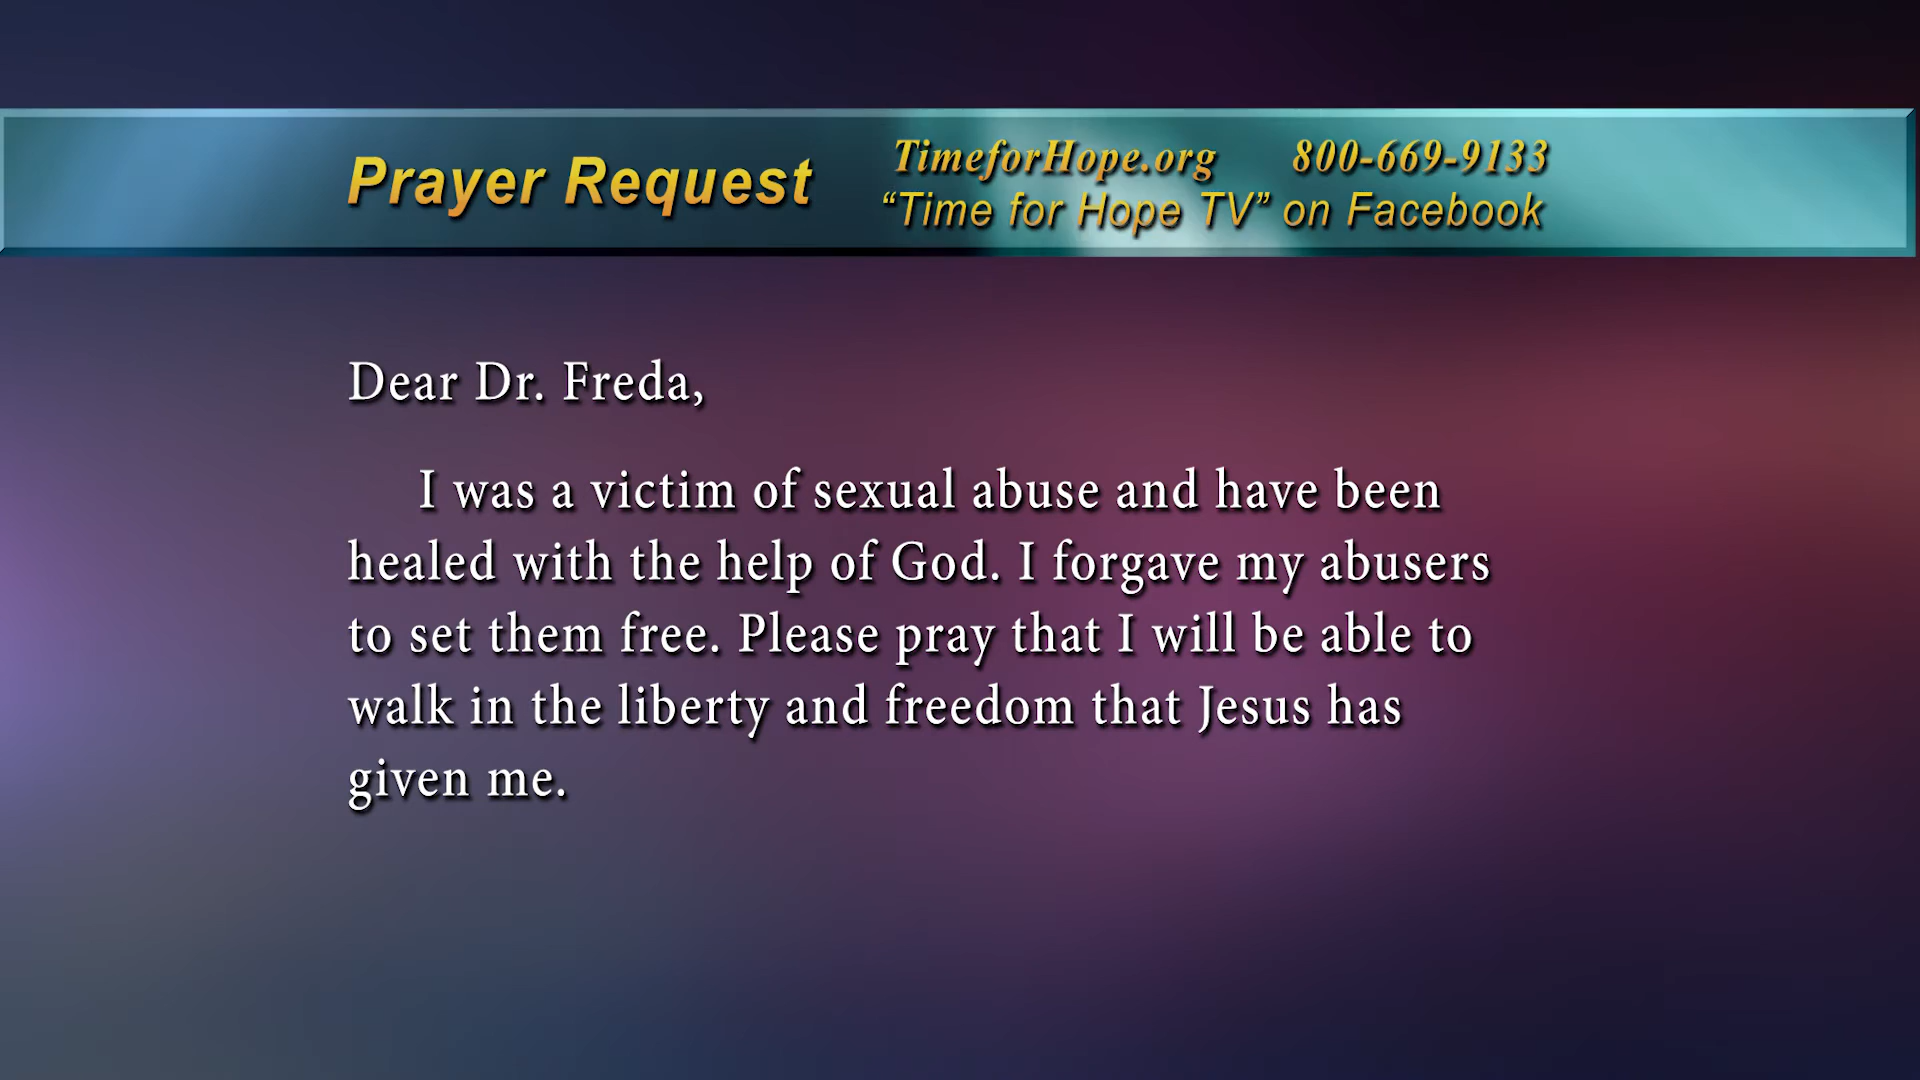 Prayer Request
TimeforHope.org 800-669-9133
“Time for Hope TV” on Facebook
Dear Dr. Freda,
I was a victim of sexual abuse and have been
healed with the help of God. I forgave my abusers
to set them free. Please pray that I will be able to
walk in the liberty and freedom that Jesus has
given me.